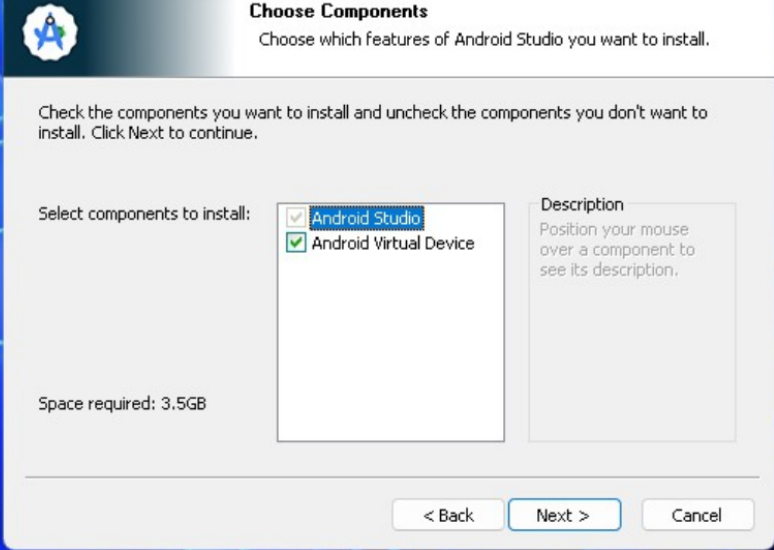 Choose Components
Choose which features of Android Studio you want to install.
Check the components you want to install and uncheck the components you don't want to
install. Click Next to continue.
Select components to install:
Android Studio
Android Virtual Device
Description
Position your mouse
over a component to
see its description.
Space required: 3.5GB
< Back
Next >
Cancel